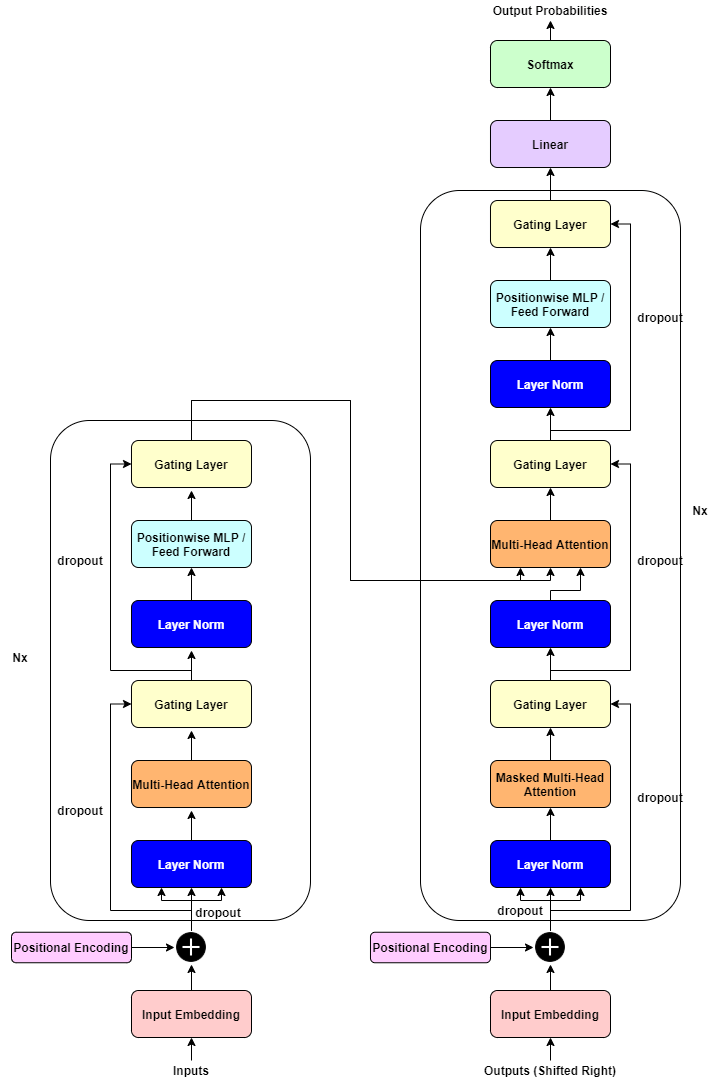 Output Probabilities
Softmax
Linear
Gating Layer
Positionwise MLP /
Feed Forward
dropout
Layer Norm
Gating Layer
Multi-Head Attention
dropout
Layer Norm
Nx
Gating Layer
Masked Multi-Head
Attention
dropout
Layer Norm
dropout
Positional Encoding
Input Embedding
Outputs (Shifted Right)
Gating Layer
Positionwise MLP /
Feed Forward
dropout
Layer Norm
Nx
Gating Layer
Multi-Head Attention
dropout
Layer Norm
dropout
Positional Encoding
Input Embedding
Inputs